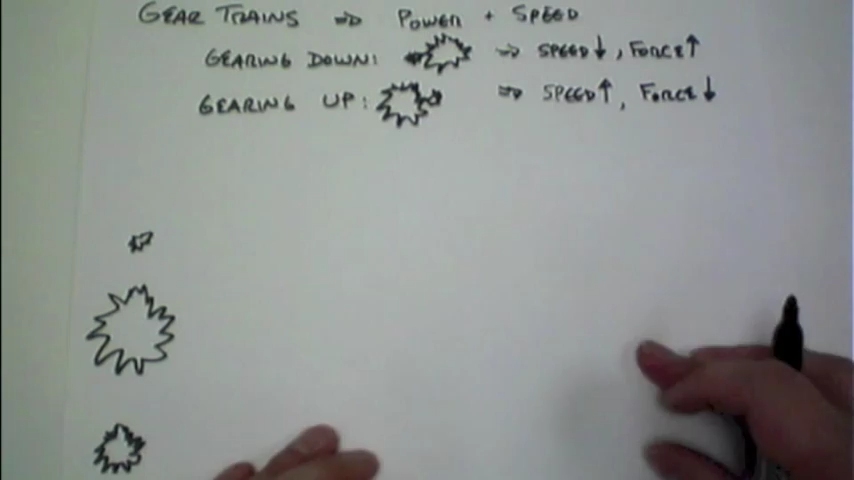 GEAR TRAINS ⇒ POWER + SPEED
GEARING DOWN: ⇒ SPEED↓, FORCE↑
GEARING UP: ⇒ SPEED↑, FORCE↓